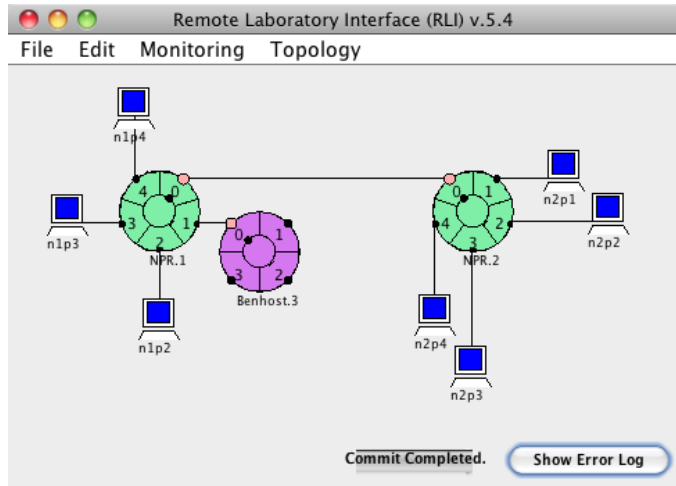 Remote Laboratory Interface (RLI) v.5.4
File Edit Monitoring Topology
n1p4
4 0
3 1
2
NPR.1
n1p3
0 1
3 2
Benhost.3
n1p2
0 1
4 2
3
NPR.2
n2p1
n2p2
n2p4
n2p3
Commit Completed.
Show Error Log